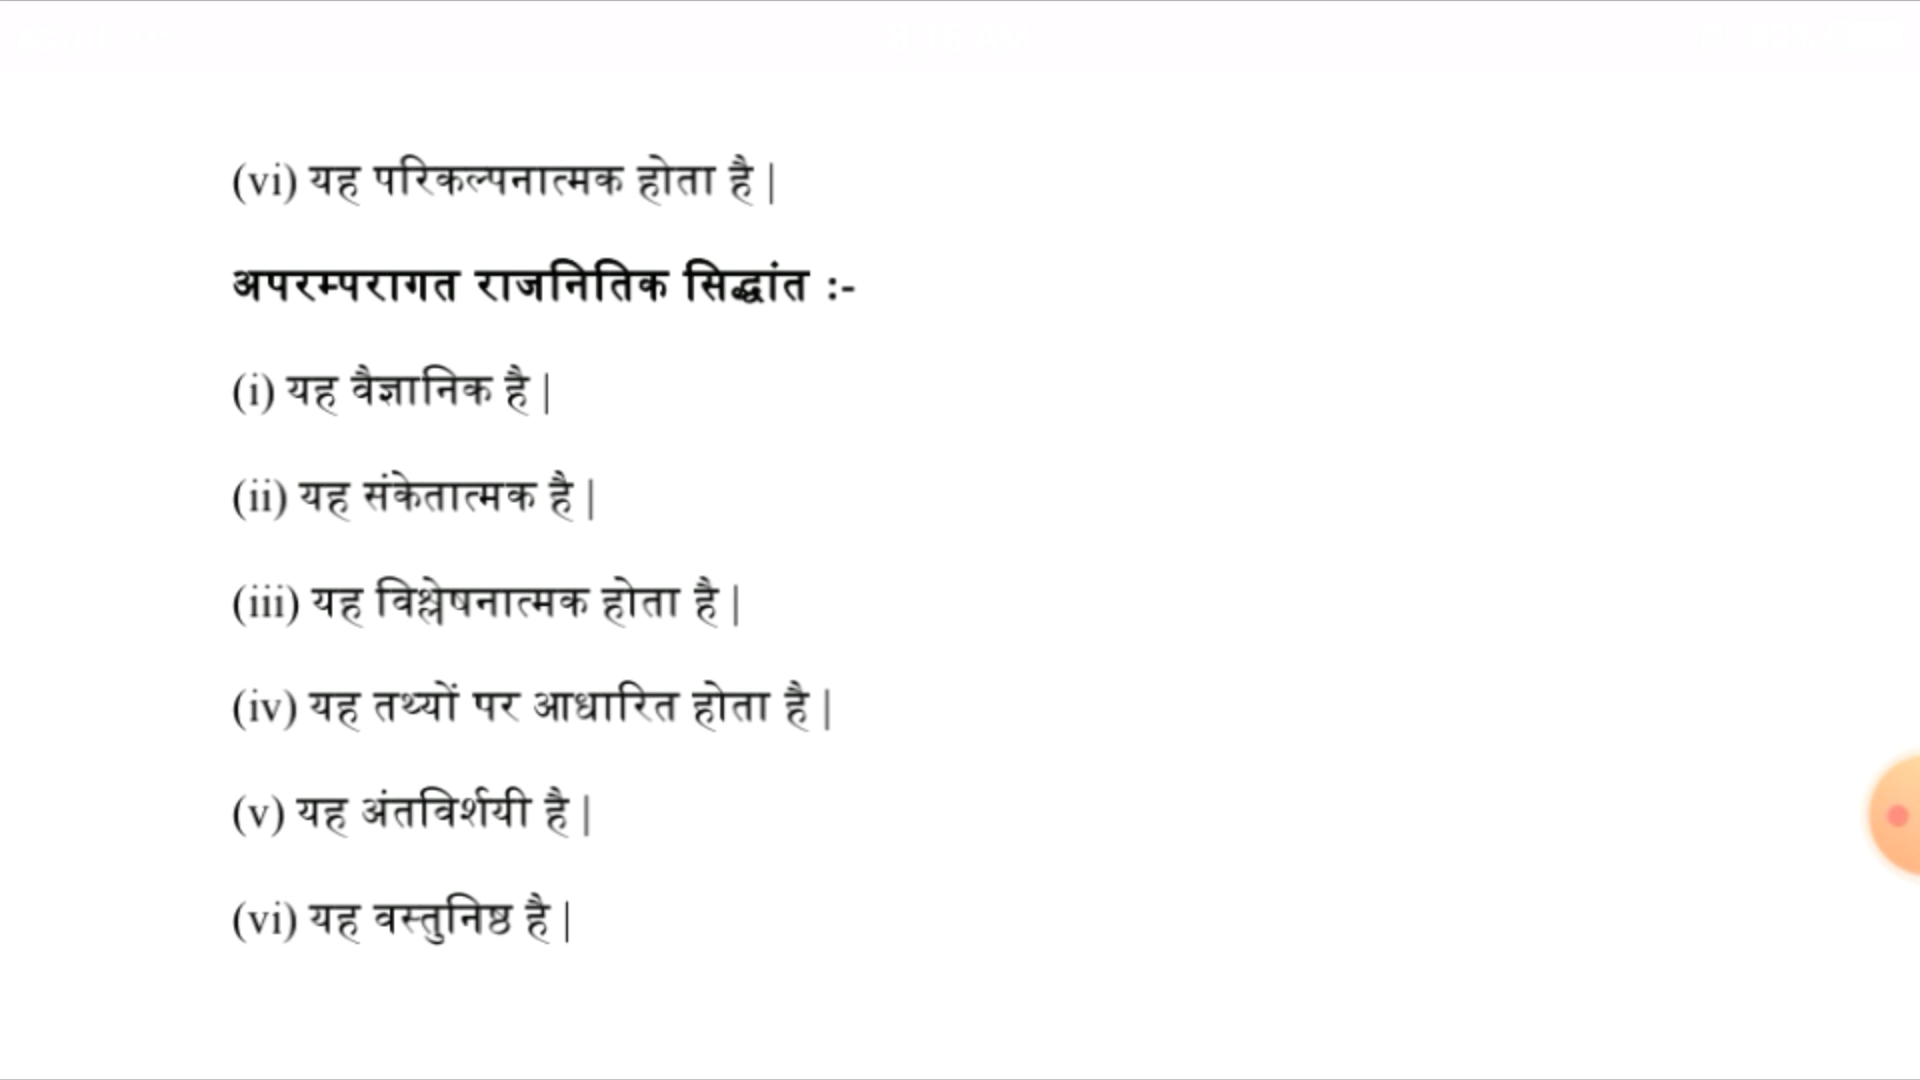 (vi) यह परिकल्पनात्मक होता है |
अपरम्परागत राजनितिक सिद्धांत :-
(i) यह वैज्ञानिक है |
(ii) यह संकेतात्मक है |
(iii) यह विश्लेषनात्मक होता है |
(iv) यह तथ्यों पर आधारित होता है |
(v) यह अंतविर्शयी है |
(vi) यह वस्तुनिष्ठ है |